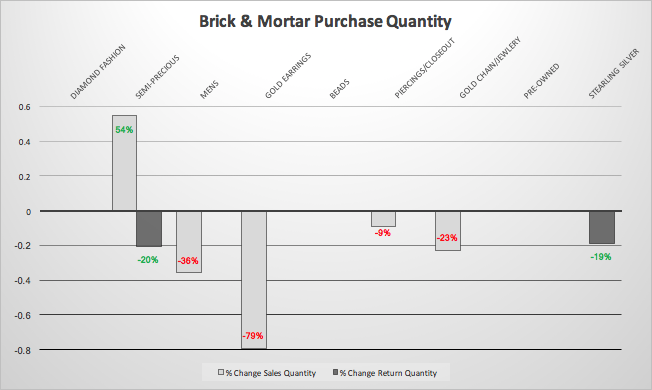 Brick & Mortar Purchase Quantity
DIAMOND FASHION
SEMI-PRECIOUS
MENS
GOLD EARRINGS
BEADS
PIERCINGS/CLOSEOUT
GOLD CHAIN/JEWLERY
PRE-OWNED
STEARLING SILVER
0.6
0.4
0.2
0
-0.2
-0.4
-0.6
-0.8
54%
-20%
-36%
-79%
-9%
-23%
-19%
% Change Sales Quantity
% Change Return Quantity